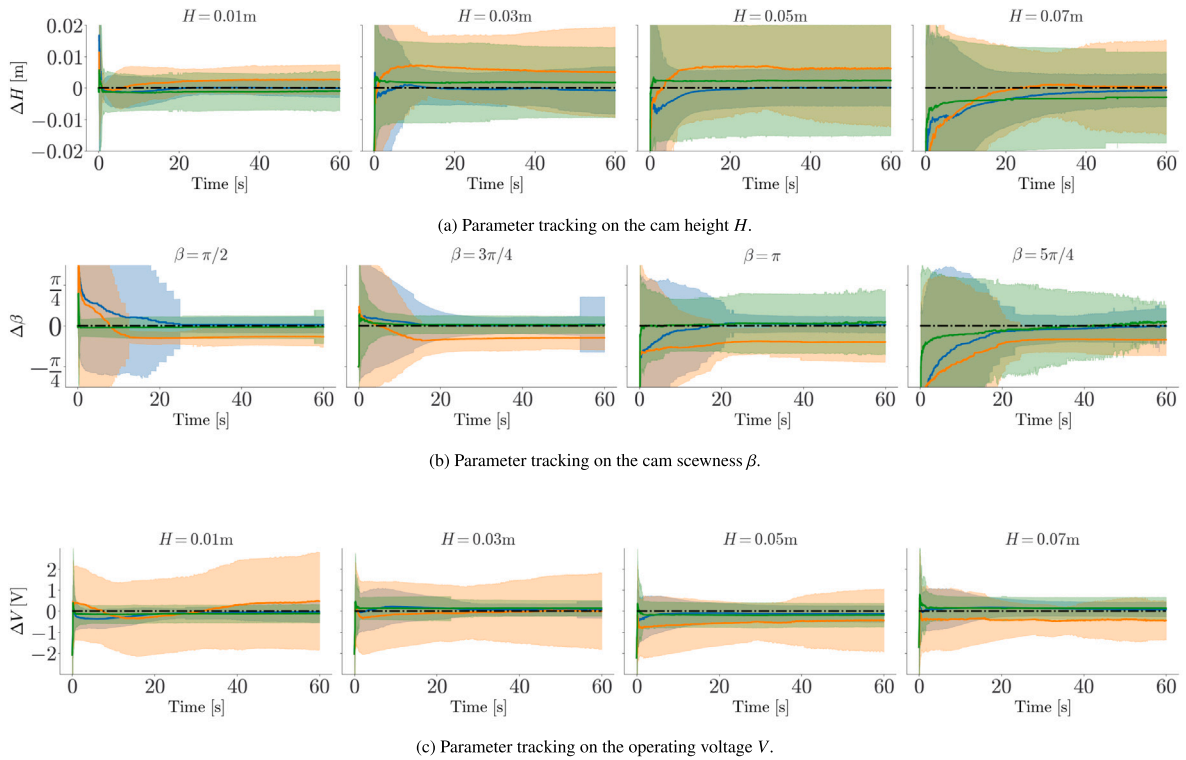 H = 0.01m H = 0.03m H = 0.05m H = 0.07m
ΔH [m]
0.02
0.01
0
−0.01
−0.02
0 20 40 60 0 20 40 60 0 20 40 60 0 20 40 60
Time [s] Time [s] Time [s] Time [s]
(a) Parameter tracking on the cam height H.
β = π/2 β = 3π/4 β = π β = 5π/4
Δβ
π/4
0
−π/4
0 20 40 60 0 20 40 60 0 20 40 60 0 20 40 60
Time [s] Time [s] Time [s] Time [s]
(b) Parameter tracking on the cam scewness β.
H = 0.01m H = 0.03m H = 0.05m H = 0.07m
ΔV [V]
2
1
0
−1
−2
0 20 40 60 0 20 40 60 0 20 40 60 0 20 40 60
Time [s] Time [s] Time [s] Time [s]
(c) Parameter tracking on the operating voltage V.